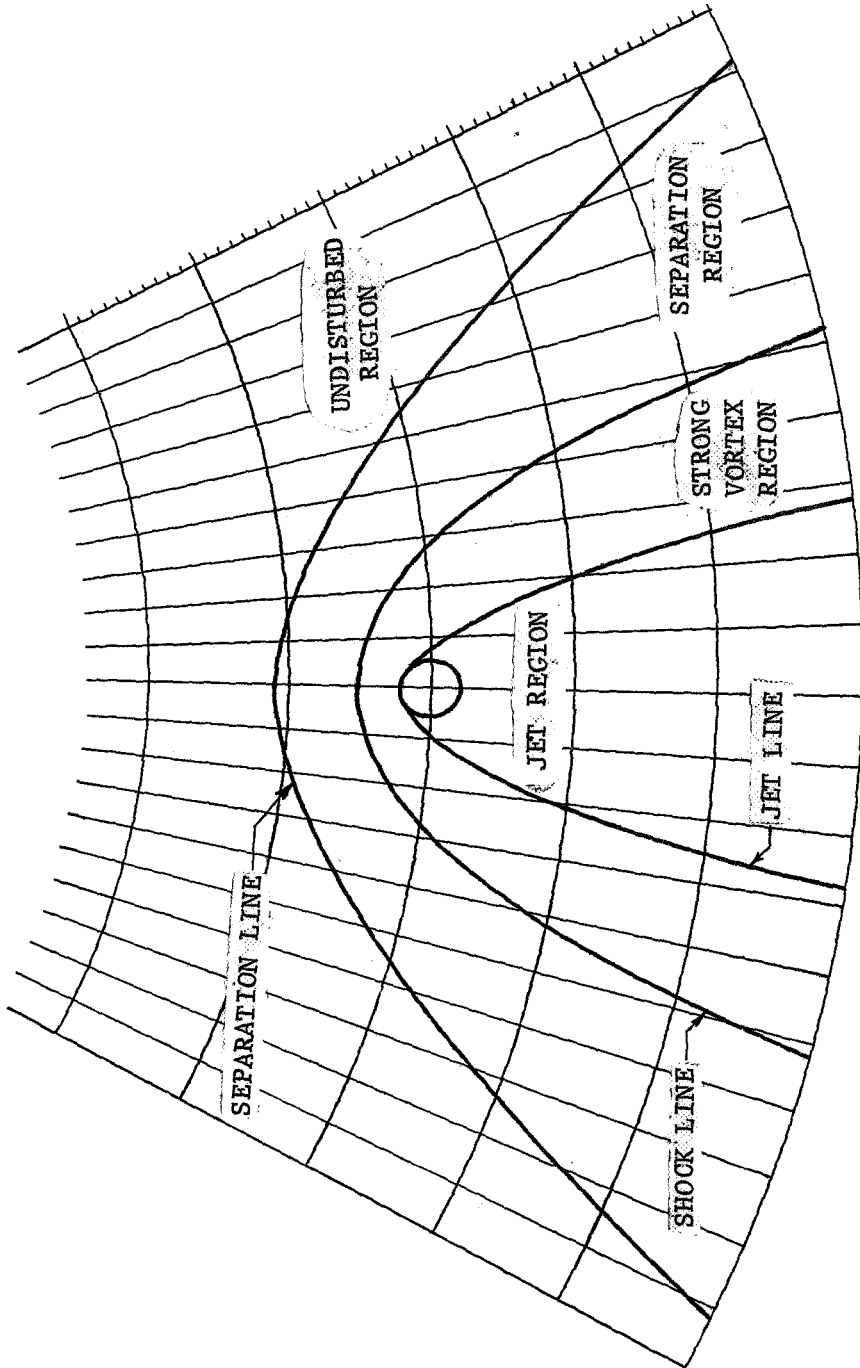 UNDISTURBED
REGION
SEPARATION
REGION
STRONG
VORTEX
REGION
JET REGION
JET LINE
SEPARATION LINE
SHOCK LINE